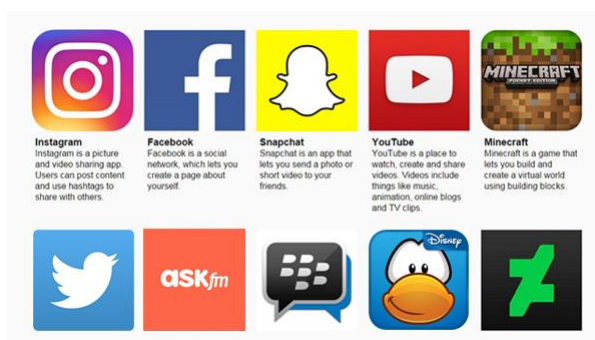 MINECRAFT
POCKET EDITION
Instagram
Instagram is a picture
and video sharing app.
Users can post content
and use hashtags to
share with others.
Facebook
Facebook is a social
network, which lets you
create a page about
yourself.
Snapchat
Snapchat is an app that
lets you send a photo or
short video to your
friends.
YouTube
YouTube is a place to
watch, create and share
videos. Videos include
things like music,
animation, online blogs
and TV clips.
Minecraft
Minecraft is a game that
lets you build and
create a virtual world
using building blocks.
ASKfm
Disney